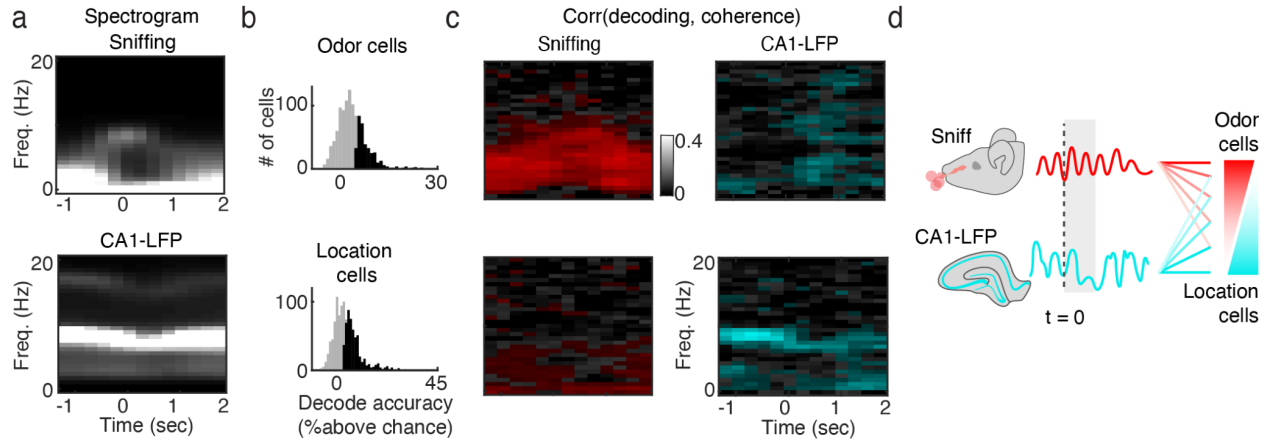 a
Spectrogram
Sniffing
20
Freq. (Hz)
0
-1
0
1
2
CA1-LFP
20
Freq. (Hz)
0
-1
0
1
2
Time (sec)
b
Odor cells
# of cells
100
0
30
Location
cells
100
0
45
Decode accuracy
(%above chance)
c
Corr(decoding, coherence)
Sniffing
CA1-LFP
0.4
0
20
Freq. (Hz)
0
-1
0
1
2
Time (sec)
d
Sniff
CA1-LFP
t = 0
Odor
cells
Location
cells